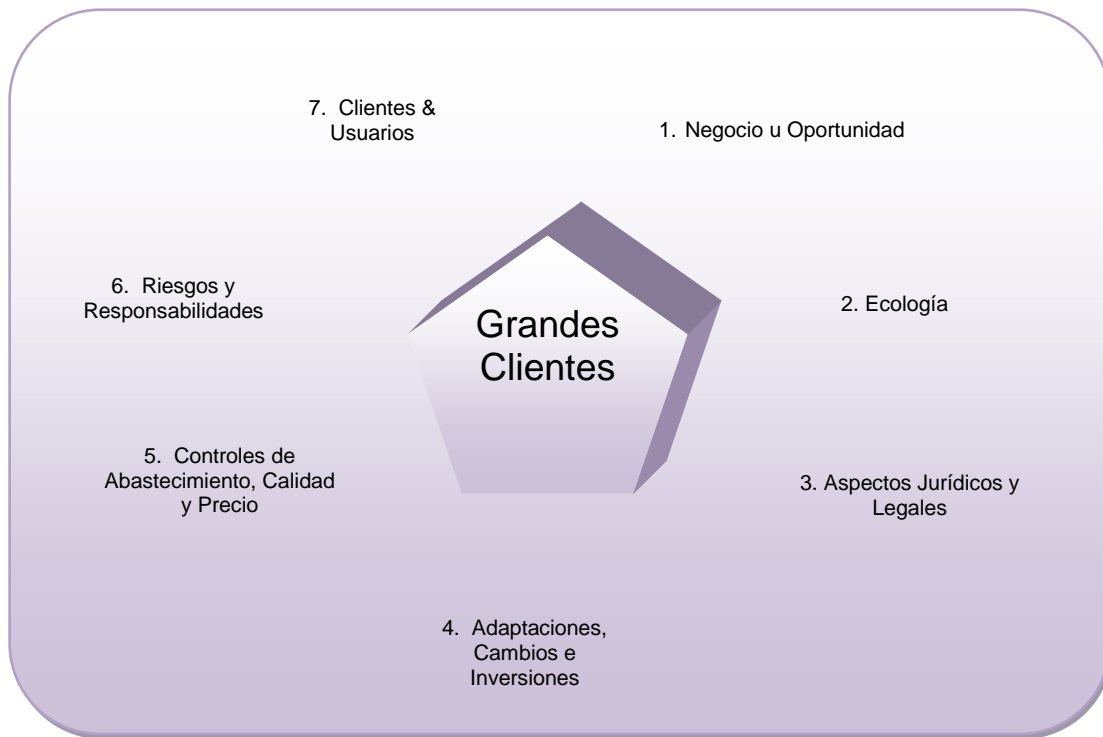 7. Clientes &
Usuarios
1. Negocio u Oportunidad
6. Riesgos y
Responsabilidades
Grandes
Clientes
2. Ecología
5. Controles de
Abastecimiento, Calidad
y Precio
3. Aspectos Jurídicos y
Legales
4. Adaptaciones,
Cambios e
Inversiones